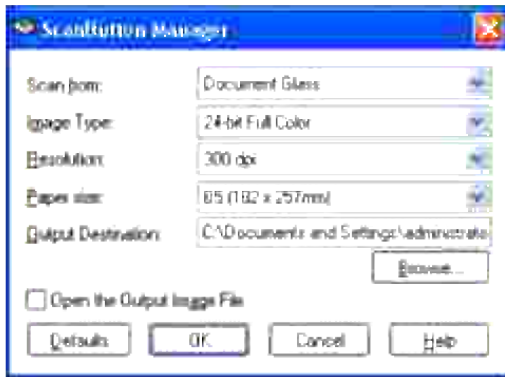 ScanButton Manager
Scan from: Document Glass
Image Type: 24-bit Full Color
Resolution: 300 dpi
Paper size: B5 (182 x 257mm)
Output Destination: C:\Documents and Settings\administrato
Browse...
Open the Output Image File
Defaults OK Cancel Help